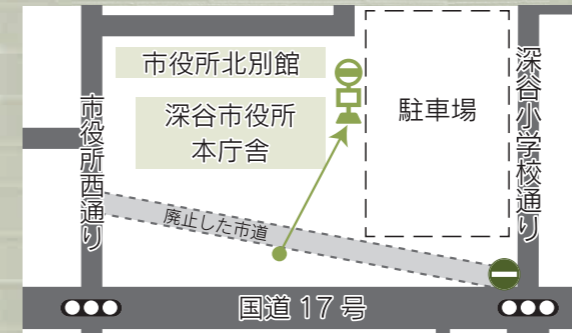 市役所北別館
深谷市役所
本庁舎
駐車場
深谷小学校通り
市役所西通り
廃止した市道
国道 17 号